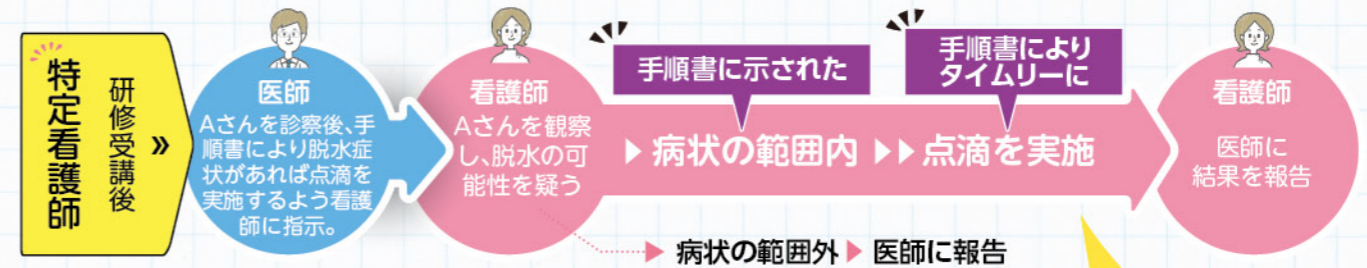 特定看護師
研修受講後
»
医師
Aさんを診察後、手
順書により脱水症
状があれば点滴を
実施するよう看護
師に指示。
看護師
Aさんを観察
し、脱水の可
能性を疑う
手順書に示された
▶病状の範囲内▶▶点滴を実施
手順書により
タイムリーに
看護師
医師に
結果を報告
▶病状の範囲外▶医師に報告